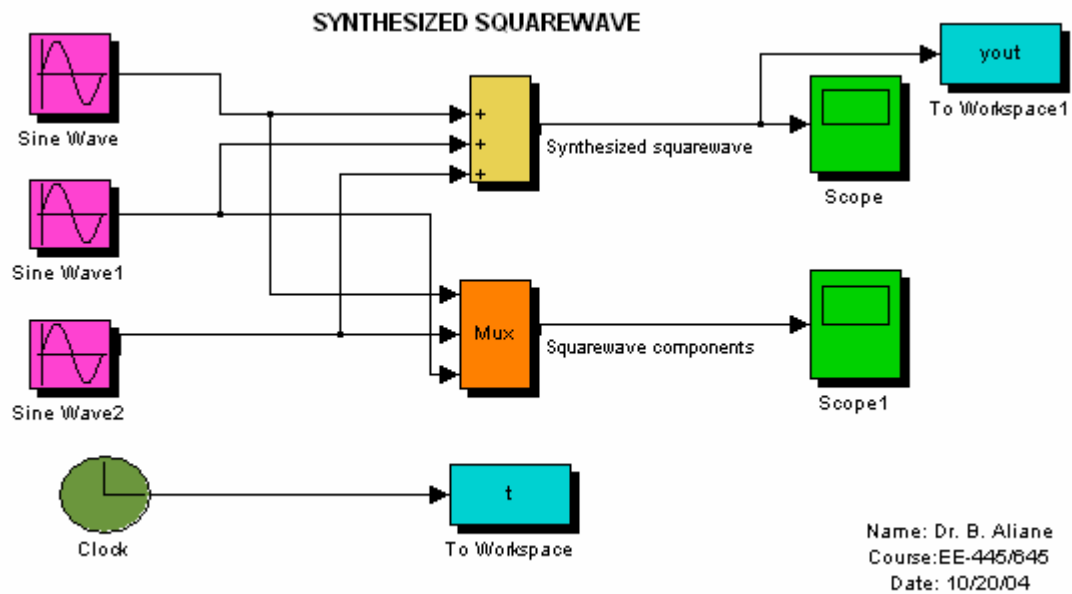 SYNTHESIZED SQUAREWAVE
yout
To Workspace1
Sine Wave
+
+
+
Synthesized squarewave
Scope
Sine Wave1
Mux
Squarewave components
Scope1
Sine Wave2
t
Clock
To Workspace
Name: Dr. B. Aliane
Course:EE-445/645
Date: 10/20/04